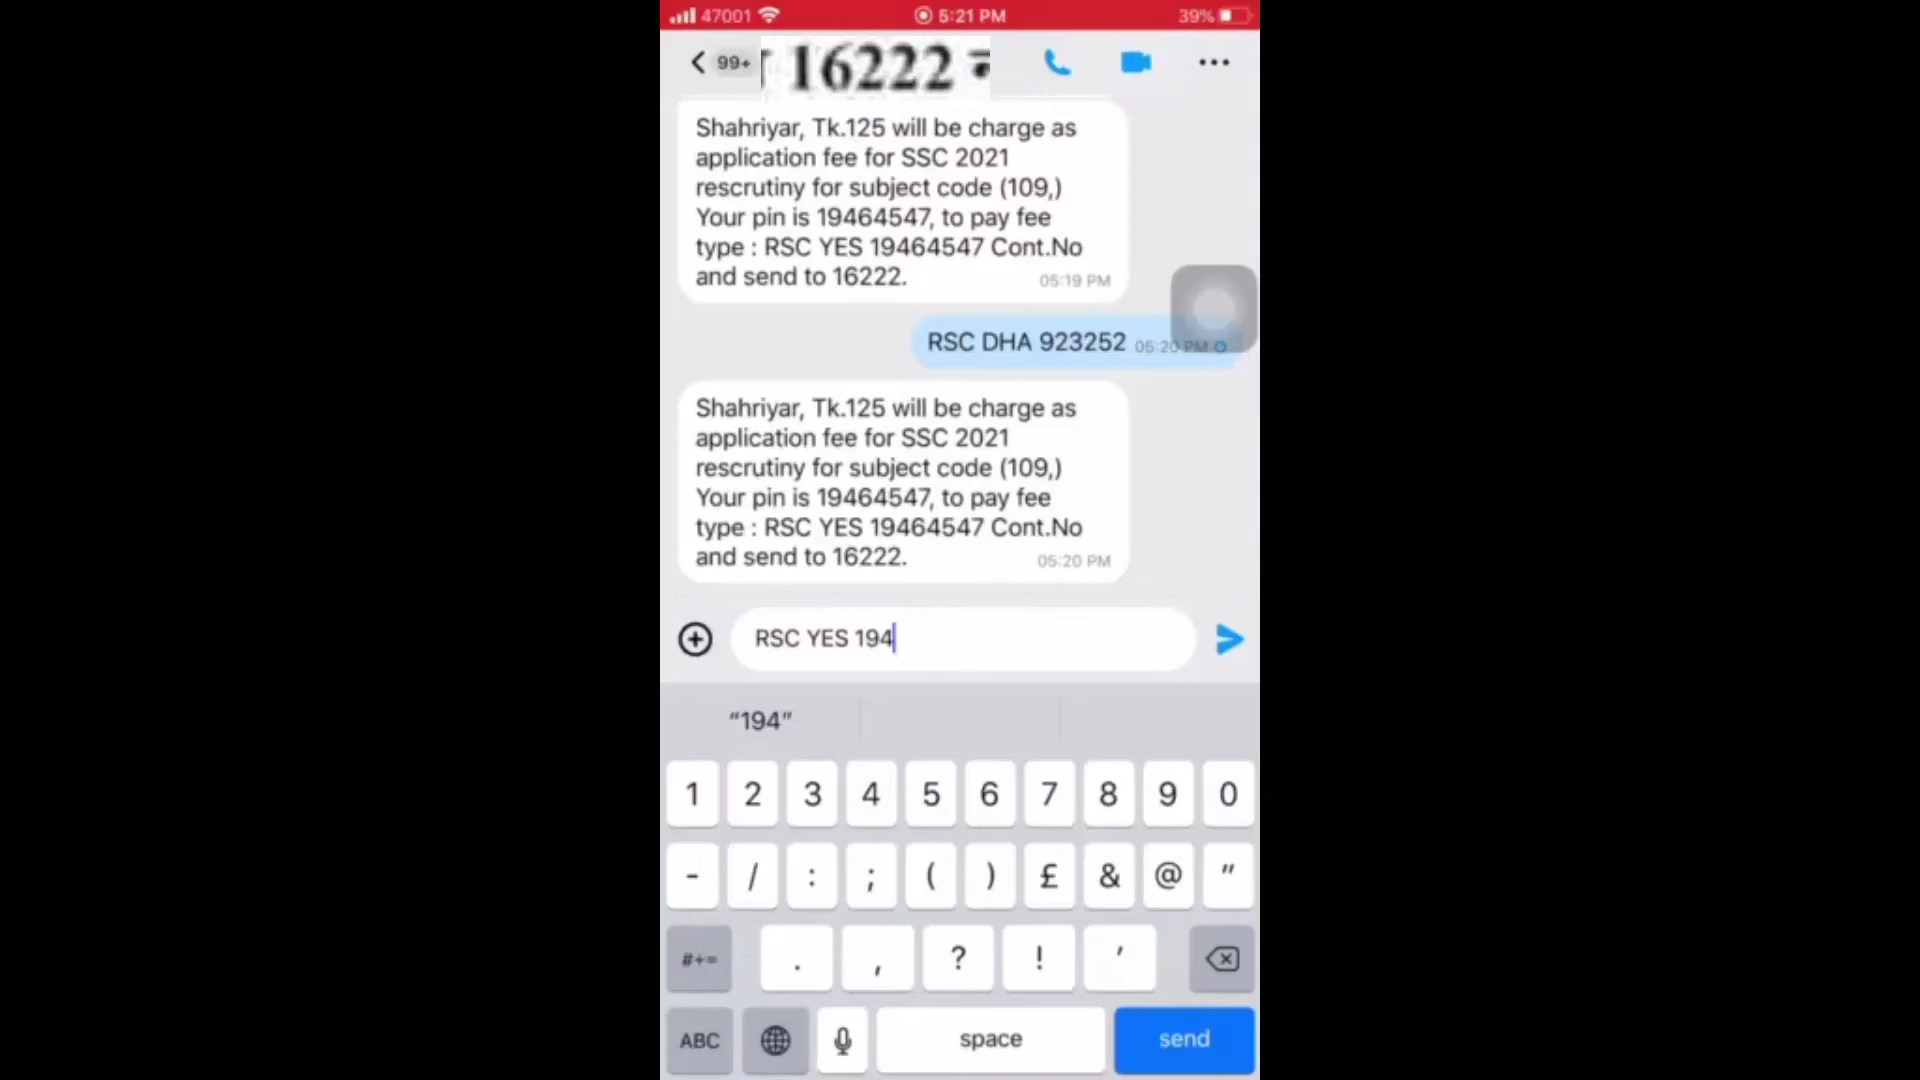 47001 5:21 PM 39%
99+ 16222
Shahriyar, Tk.125 will be charge as
application fee for SSC 2021
rescrutiny for subject code (109,)
Your pin is 19464547, to pay fee
type : RSC YES 19464547 Cont.No
and send to 16222. 05:19 PM
RSC DHA 923252 05:20 PM
Shahriyar, Tk.125 will be charge as
application fee for SSC 2021
rescrutiny for subject code (109,)
Your pin is 19464547, to pay fee
type : RSC YES 19464547 Cont.No
and send to 16222. 05:20 PM
RSC YES 194
“194”
1 2 3 4 5 6 7 8 9 0
- / : ; ( ) £ & @ ”
#+= . , ? ! ’
ABC space send